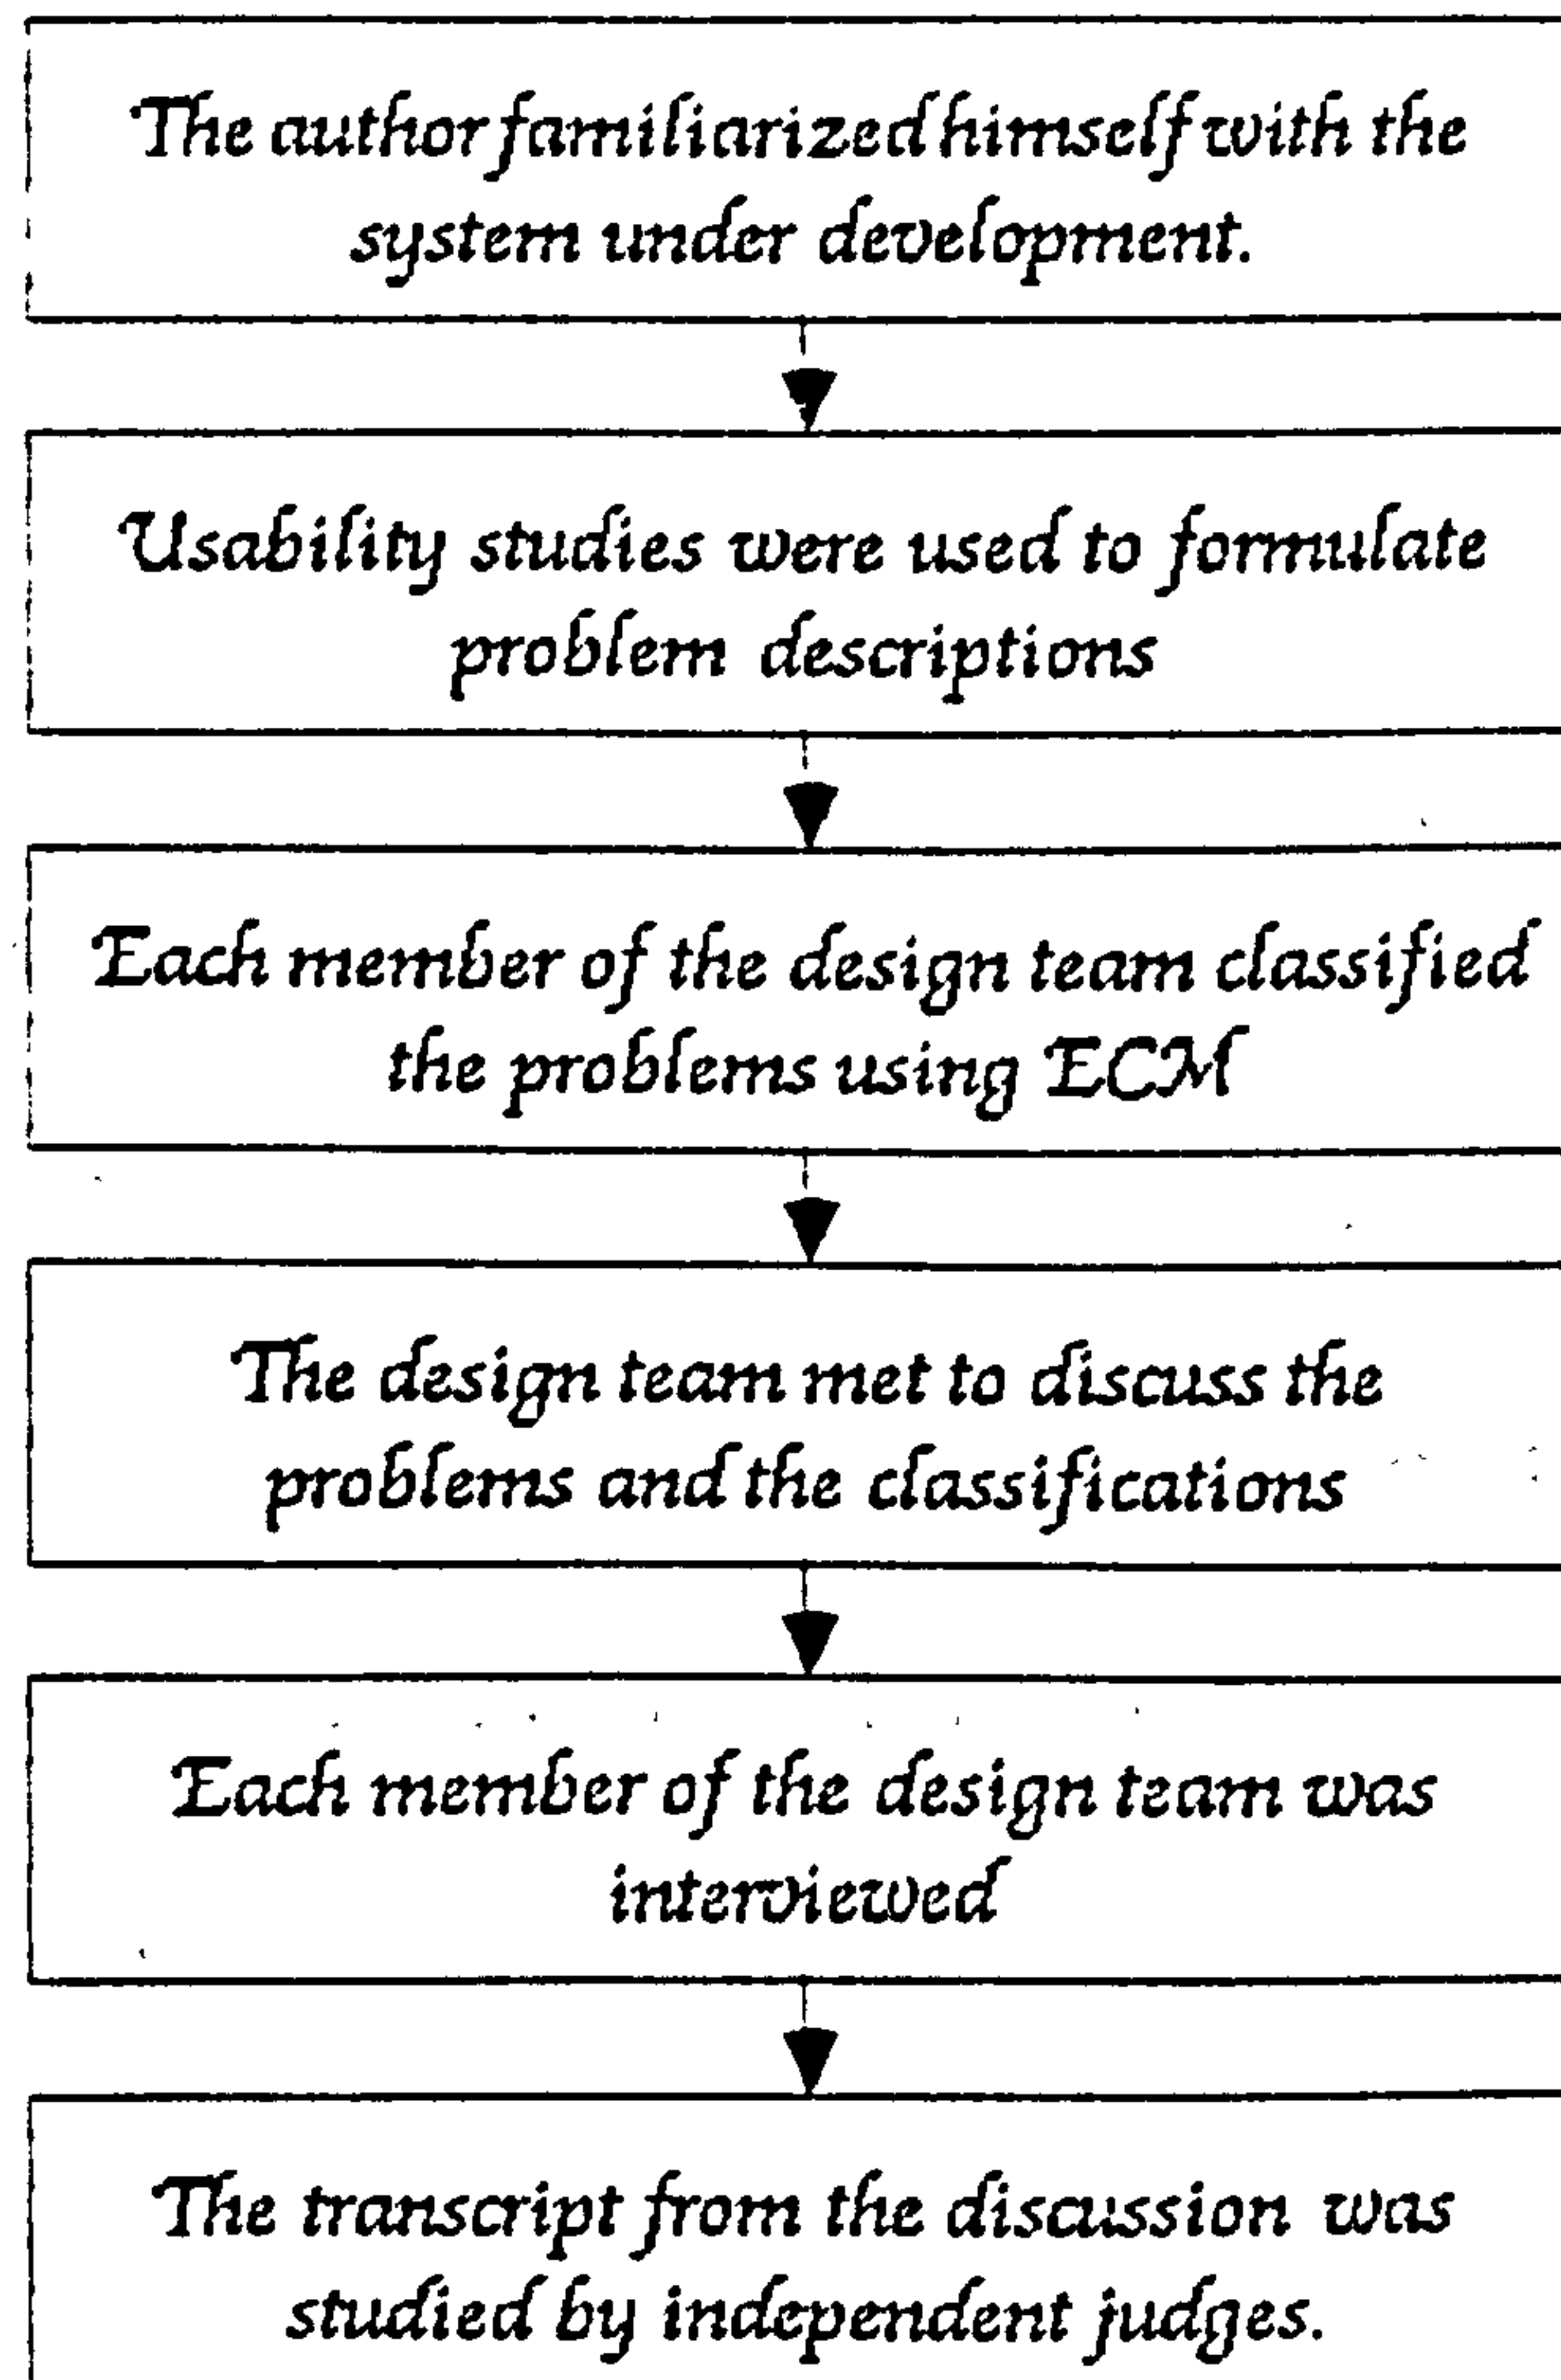 The author familiarized himself with the
system under development.
Usability studies were used to formulate
problem descriptions
Each member of the design team classified
the problems using ECM
The design team met to discuss the
problems and the classifications
Each member of the design team was
interviewed
The transcript from the discussion was
studied by independent judges.